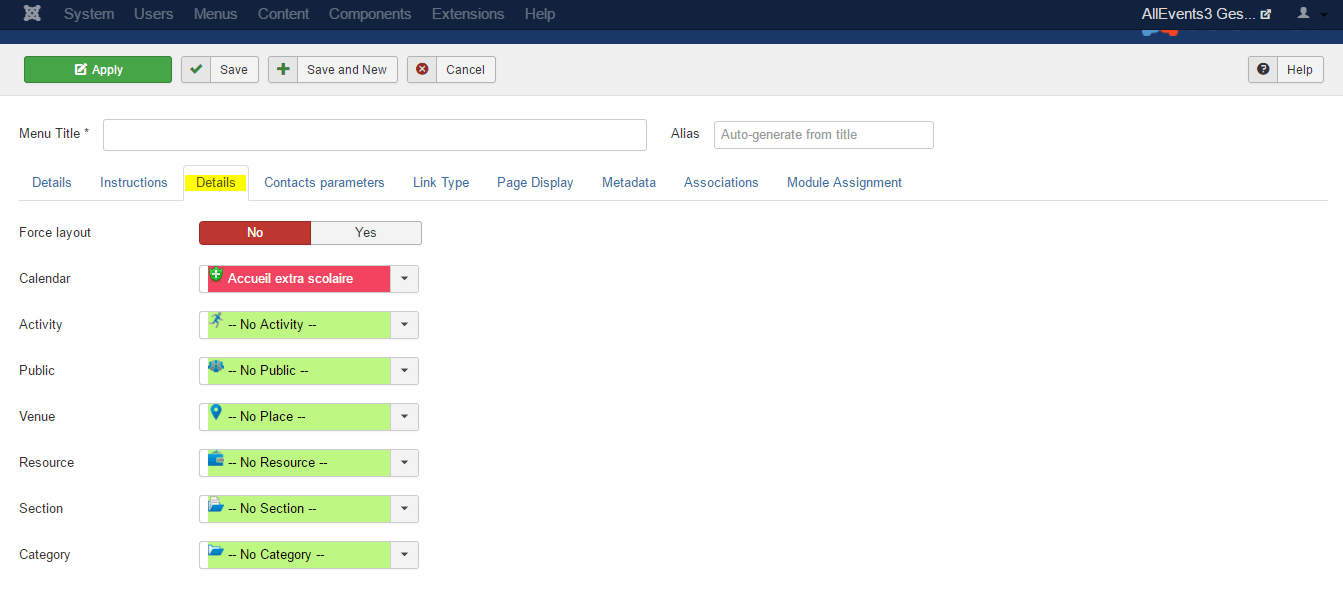 System Users Menus Content Components Extensions Help AllEvents3 Ges...
Apply Save Save and New Cancel Help
Menu Title * Alias Auto-generate from title
Details Instructions Details Contacts parameters Link Type Page Display Metadata Associations Module Assignment
Force layout No Yes
Calendar Accueil extra scolaire
Activity -- No Activity --
Public -- No Public --
Venue -- No Place --
Resource -- No Resource --
Section -- No Section --
Category -- No Category --